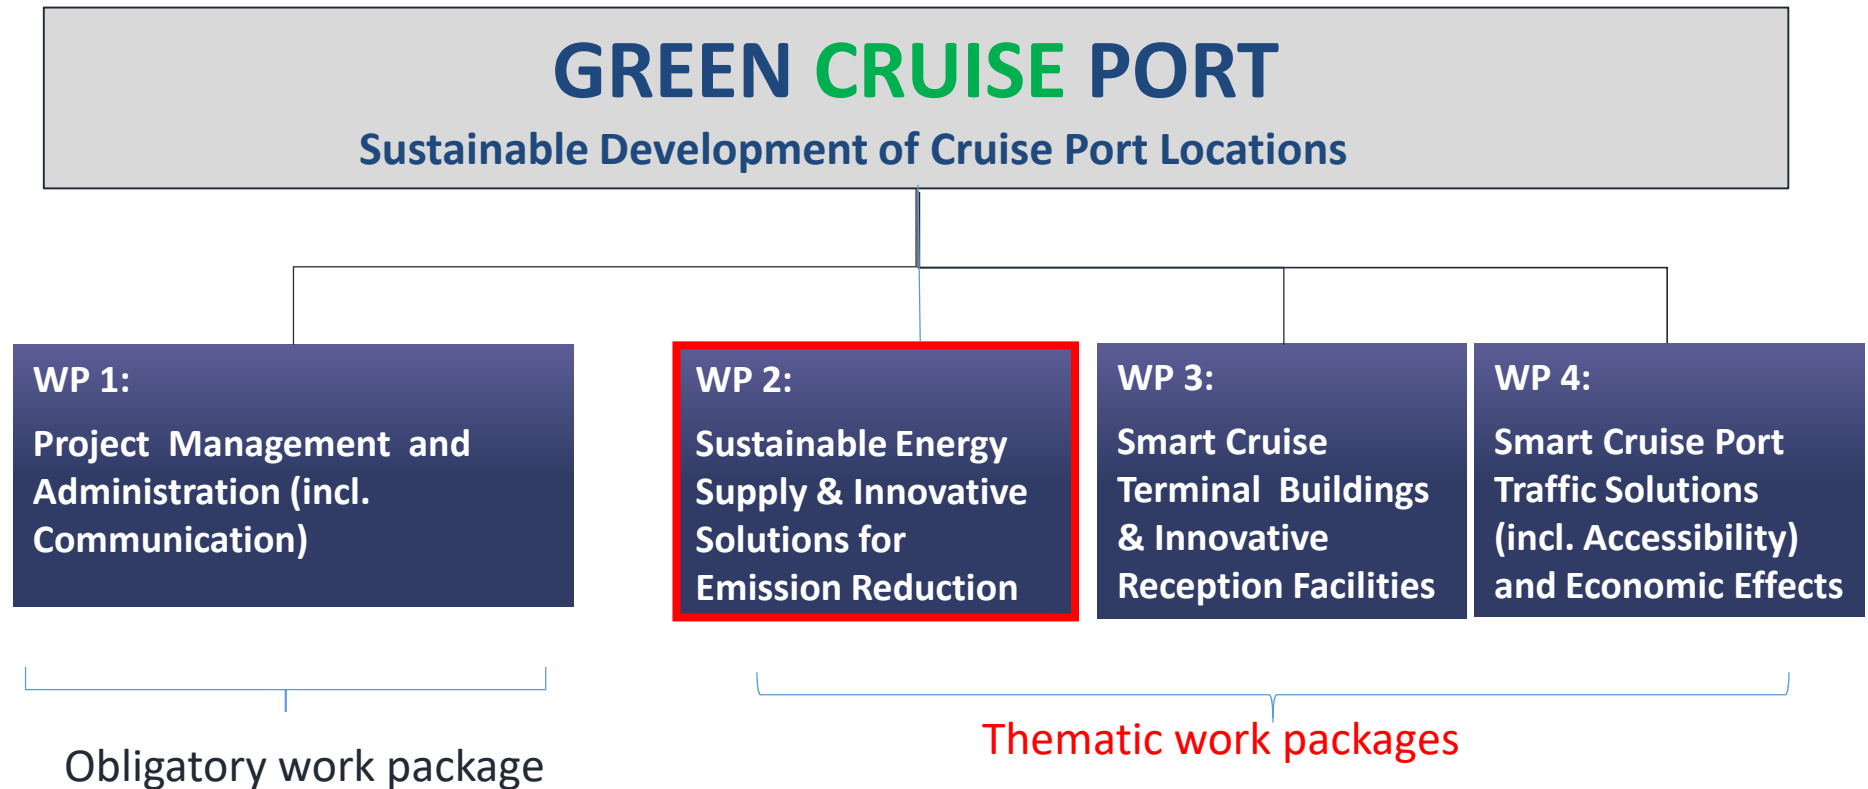 GREEN CRUISE PORT
Sustainable Development of Cruise Port Locations
WP 1:
Project Management and
Administration (incl.
Communication)
WP 2:
Sustainable Energy
Supply & Innovative
Solutions for
Emission Reduction
WP 3:
Smart Cruise
Terminal Buildings
& Innovative
Reception Facilities
WP 4:
Smart Cruise Port
Traffic Solutions
(incl. Accessibility)
and Economic Effects
Obligatory work package
Thematic work packages